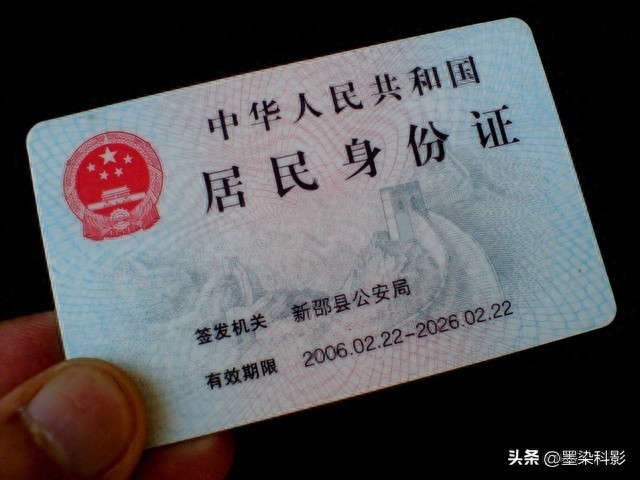 中华人民共和国
居民身份证
签发机关 新邵县公安局
有效期限 2006.02.22-2026.02.22
头条 @墨染科影